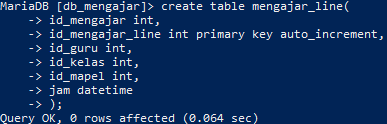 MariaDB [db_mengajar]> create table mengajar_line(
-> id_mengajar int,
-> id_mengajar_line int primary key auto_increment,
-> id_guru int,
-> id_kelas int,
-> id_mapel int,
-> jam datetime
-> );
Query OK, 0 rows affected (0.064 sec)